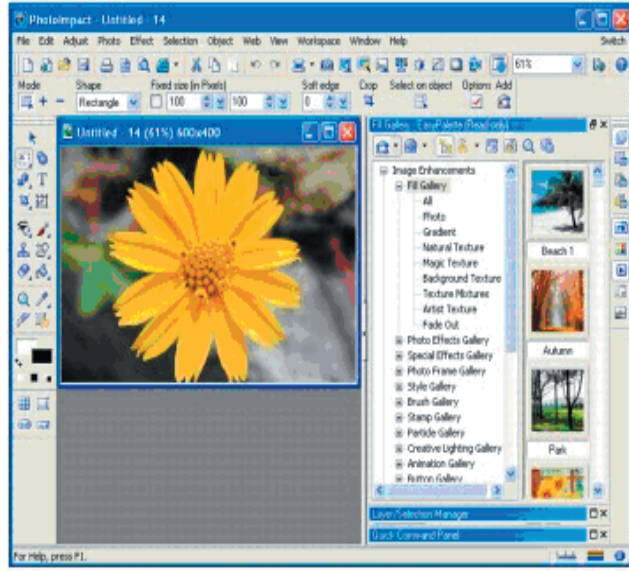 PhotoImpact - Untitled - 14
File Edit Adjust Photo Effect Selection Object Web View Workspace Window Help Switch
61%
Mode Shape Fixed size (in Pixels) Soft edge Crop Select on object Options Add
Rectangle 100 100 0
Untitled - 14 (61%) 600x400
Fill Gallery - EasyPalette (Read only)
Image Enhancements
Fill Gallery
All
Photo
Gradient
Natural Texture
Magic Texture
Background Texture
Texture Mixtures
Artist Texture
Fade Out
Photo Effects Gallery
Special Effects Gallery
Photo Frame Gallery
Style Gallery
Brush Gallery
Stamp Gallery
Particle Gallery
Creative Lighting Gallery
Animation Gallery
Button Gallery
Beach 1
Autumn
Park
Layer/Selection Manager
Quick Command Panel
For Help, press F1.